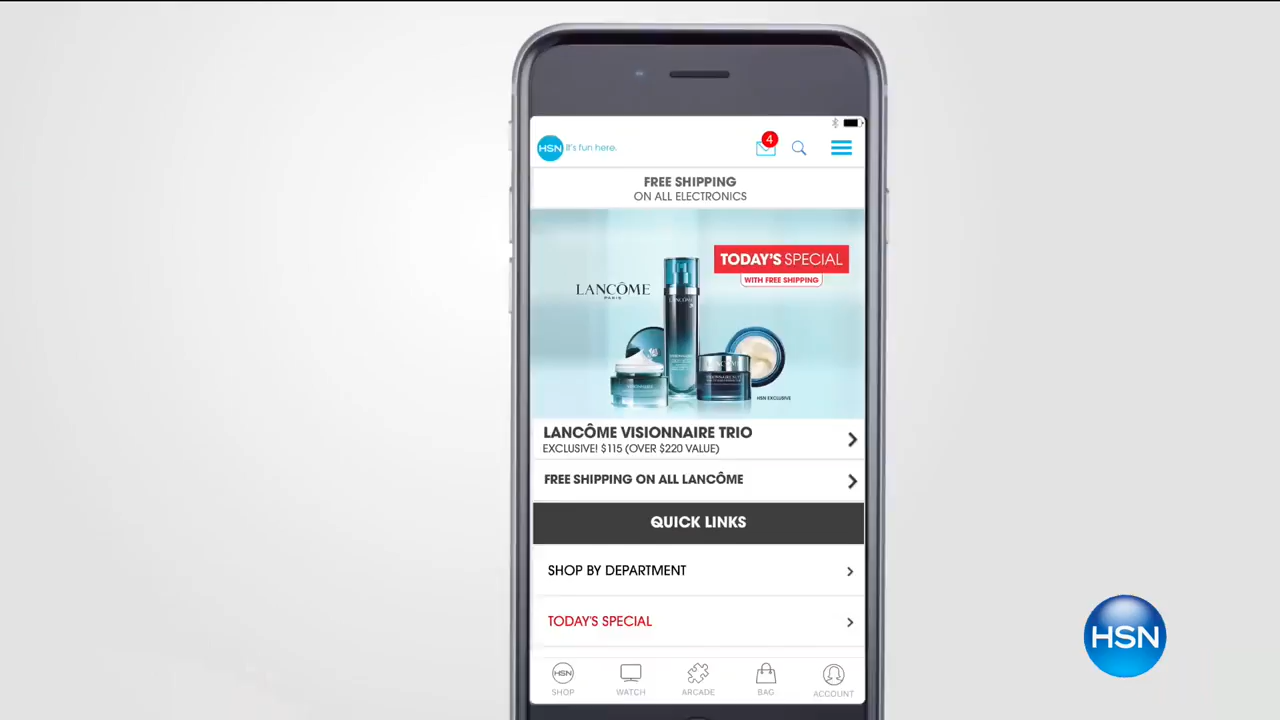 4
HSN it's fun here.
FREE SHIPPING
ON ALL ELECTRONICS
TODAY'S SPECIAL
WITH FREE SHIPPING
LANCÔME
PARIS
LANCÔME
VISIONNAIRE
HSN EXCLUSIVE
LANCÔME VISIONNAIRE TRIO
EXCLUSIVE! $115 (OVER $220 VALUE)
FREE SHIPPING ON ALL LANCÔME
QUICK LINKS
SHOP BY DEPARTMENT
TODAY'S SPECIAL
HSN
SHOP
WATCH
ARCADE
BAG
ACCOUNT
HSN